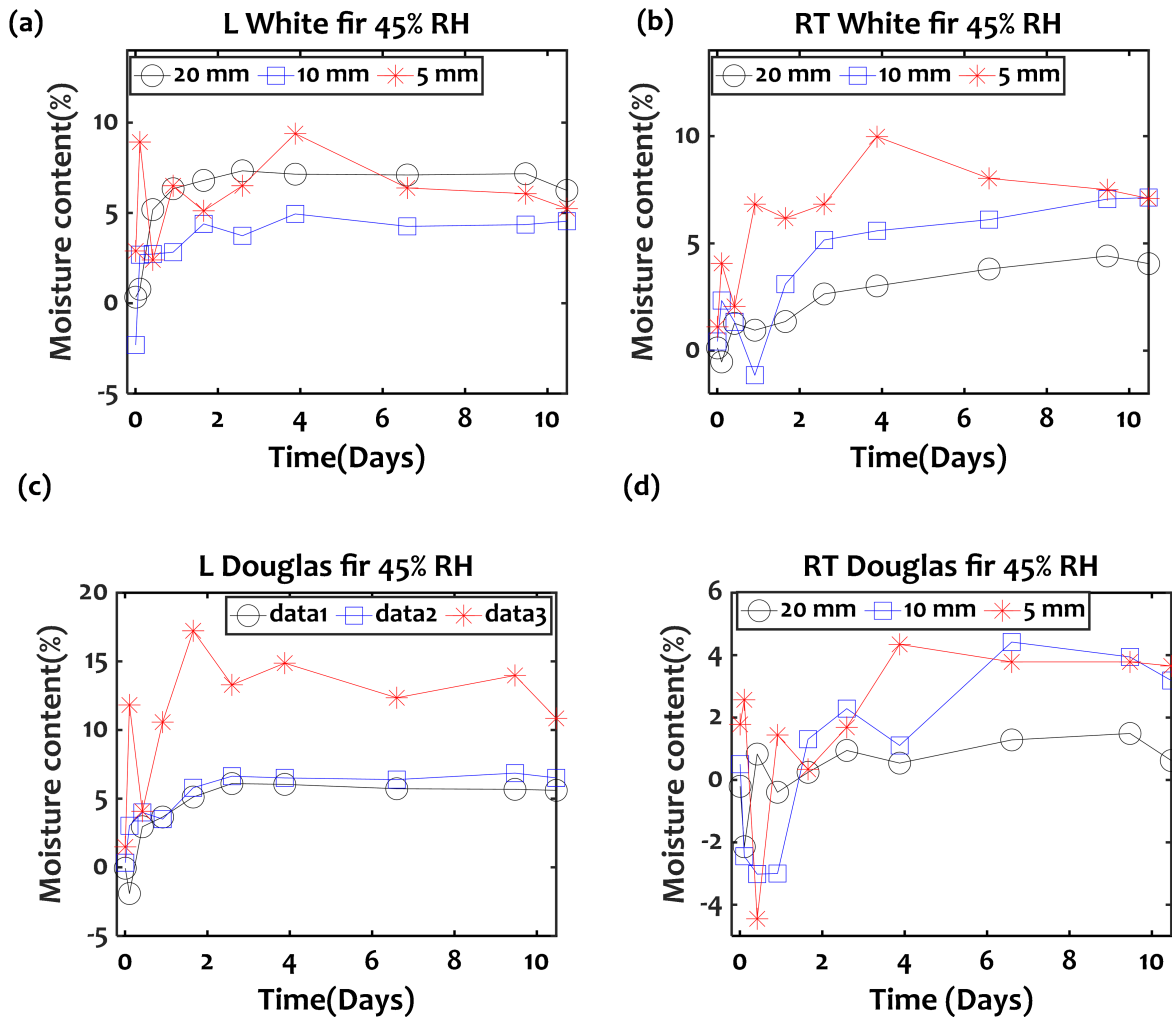 (a)
L White fir 45% RH
20 mm 10 mm 5 mm
10
5
0
-5
Moisture content(%)
0 2 4 6 8 10
Time(Days)
(b)
RT White fir 45% RH
20 mm 10 mm 5 mm
10
5
0
Moisture content(%)
0 2 4 6 8 10
Time(Days)
(c)
L Douglas fir 45% RH
data1 data2 data3
20
15
10
5
0
-5
Moisture content(%)
0 2 4 6 8 10
Time(Days)
(d)
RT Douglas fir 45% RH
20 mm 10 mm 5 mm
6
4
2
0
-2
-4
Moisture content(%)
0 2 4 6 8 10
Time (Days)